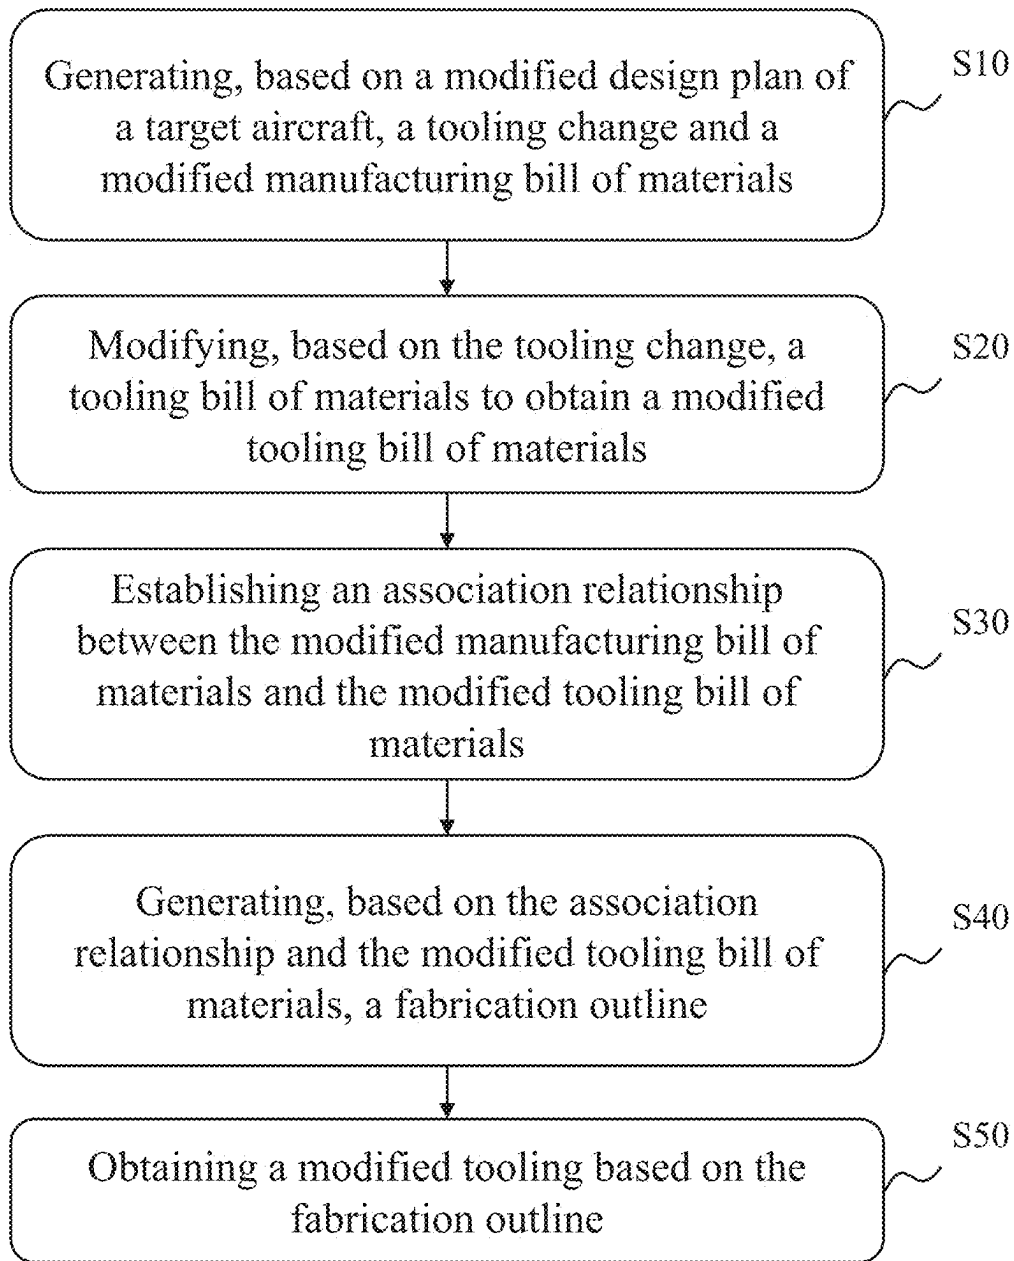 Generating, based on a modified design plan of
a target aircraft, a tooling change and a
modified manufacturing bill of materials
S10
Modifying, based on the tooling change, a
tooling bill of materials to obtain a modified
tooling bill of materials
S20
Establishing an association relationship
between the modified manufacturing bill of
materials and the modified tooling bill of
materials
S30
Generating, based on the association
relationship and the modified tooling bill of
materials, a fabrication outline
S40
Obtaining a modified tooling based on the
fabrication outline
S50